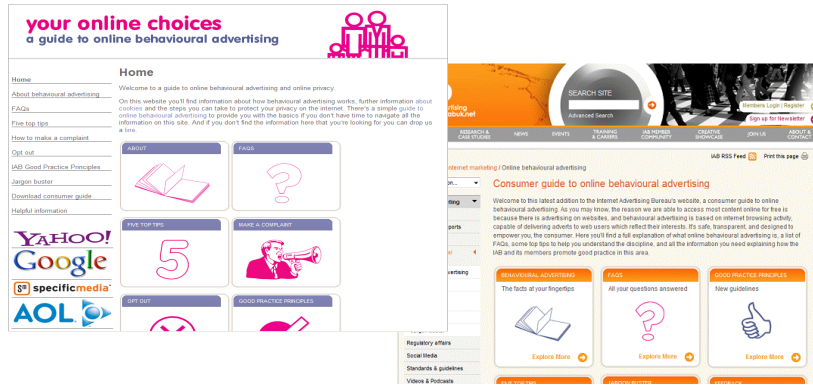 your online choices
a guide to online behavioural advertising
Home
About behavioural advertising
FAQs
Five top tips
How to make a complaint
Opt out
IAB Good Practice Principles
Jargon buster
Download consumer guide
Helpful information
YAHOO!
Google
specificmedia
AOL
Home
Welcome to a guide to online behavioural advertising and online privacy.
On this website you'll find information about how behavioural advertising works, further information about
cookies and the steps you can take to protect your privacy on the internet. There's a simple guide to
online behavioural advertising to provide you with the basics if you don't have time to navigate all the
information on this site. And if you don't find the information here that you're looking for you can drop us
a line.
ABOUT
FAQS
FIVE TOP TIPS
5
MAKE A COMPLAINT
OPT OUT
GOOD PRACTICE PRINCIPLES
SEARCH SITE
Advanced Search
Members Login | Register
Sign up for Newsletter
RESEARCH &
CASE STUDIES
NEWS
EVENTS
TRAINING
& CAREERS
IAB MEMBER
COMMUNITY
CREATIVE
SHOWCASE
JOIN US
ABOUT &
CONTACT
IAB RSS Feed
Print this page
/ Online behavioural advertising
Consumer guide to online behavioural advertising
Welcome to this latest addition to the Internet Advertising Bureau's website, a consumer guide to online
behavioural advertising. As you may know, the reason we are able to access most content online for free is
because there is advertising on websites, and behavioural advertising is based on internet browsing activity,
capable of delivering adverts to web users which reflect their interests. It's safe, transparent, and designed to
empower you, the consumer. Here you'll find a full explanation of what online behavioural advertising is, a list of
FAQs, some top tips to help you understand the discipline, and all the information you need explaining how the
IAB and its members promote good practice in this area.
BEHAVIOURAL ADVERTISING
The facts at your fingertips
Explore More
FAQS
All your questions answered
Explore More
GOOD PRACTICE PRINCIPLES
New guidelines
Explore More
Regulatory affairs
Social Media
Standards & guidelines
Videos & Podcasts
FIVE TOP TIPS
JARGON BUSTER
FEEDBACK